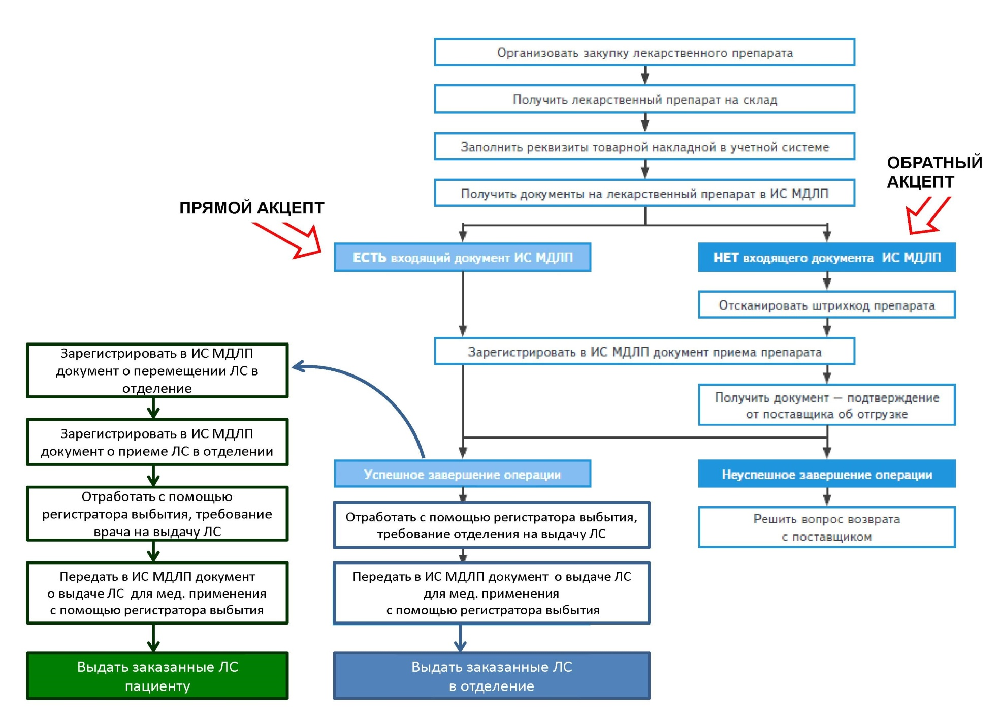 Организовать закупку лекарственного препарата
Получить лекарственный препарат на склад
Заполнить реквизиты товарной накладной в учетной системе
Получить документы на лекарственный препарат в ИС МДЛП
ПРЯМОЙ АКЦЕПТ
ОБРАТНЫЙ
АКЦЕПТ
ЕСТЬ входящий документ ИС МДЛП
НЕТ входящего документа ИС МДЛП
Отсканировать штрихкод препарата
Зарегистрировать в ИС МДЛП документ приема препарата
Получить документ — подтверждение
от поставщика об отгрузке
Успешное завершение операции
Неуспешное завершение операции
Решить вопрос возврата
с поставщиком
Отработать с помощью регистратора выбытия,
требование отделения на выдачу ЛС
Передать в ИС МДЛП документ о выдаче ЛС
для мед. применения
с помощью регистратора выбытия
Выдать заказанные ЛС
в отделение
Зарегистрировать в ИС МДЛП
документ о перемещении ЛС в
отделение
Зарегистрировать в ИС МДЛП
документ о приеме ЛС в отделении
Отработать с помощью
регистратора выбытия, требование
врача на выдачу ЛС
Передать в ИС МДЛП документ
о выдаче ЛС для мед. применения
с помощью регистратора выбытия
Выдать заказанные ЛС
пациенту